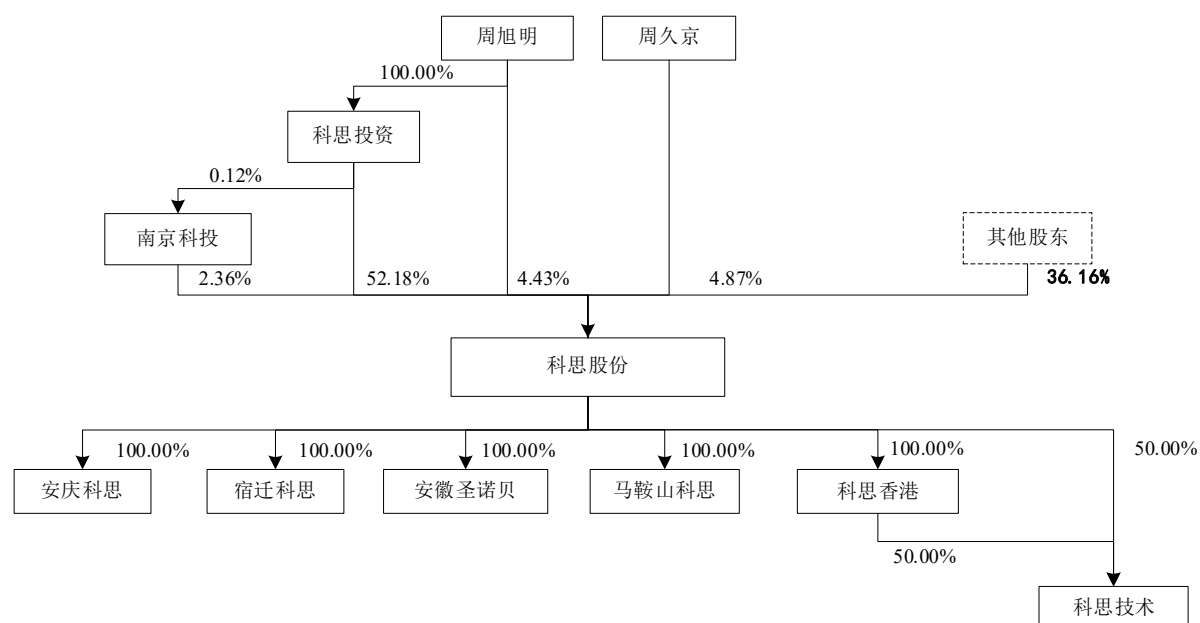 周旭明
周久京
100.00%
科思投资
0.12%
南京科投
其他股东
2.36%
52.18%
4.43%
4.87%
36.16%
科思股份
100.00%
100.00%
100.00%
100.00%
100.00%
50.00%
安庆科思
宿迁科思
安徽圣诺贝
马鞍山科思
科思香港
50.00%
科思技术